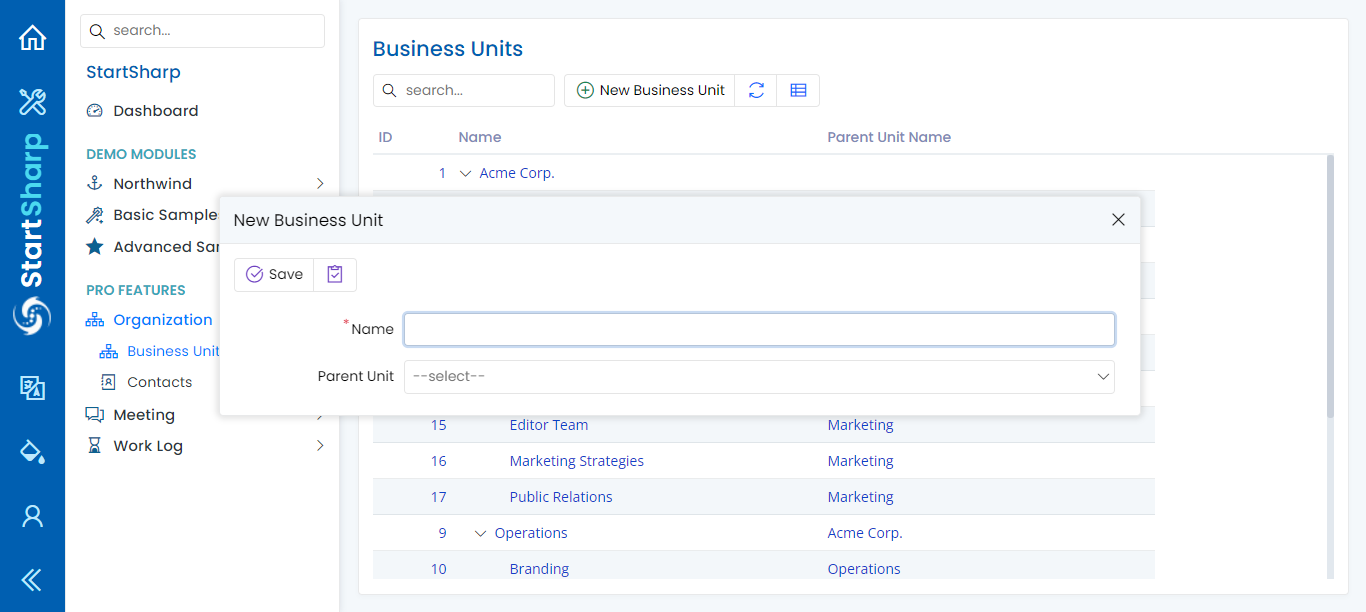 StartSharp
search...
StartSharp
Dashboard
DEMO MODULES
Northwind
Basic Sample
Advanced Sa
PRO FEATURES
Organization
Business Unit
Contacts
Meeting
Work Log
Business Units
search...
New Business Unit
ID Name Parent Unit Name
1 Acme Corp.
New Business Unit
Save
*Name
Parent Unit --select--
15 Editor Team Marketing
16 Marketing Strategies Marketing
17 Public Relations Marketing
9 Operations Acme Corp.
10 Branding Operations